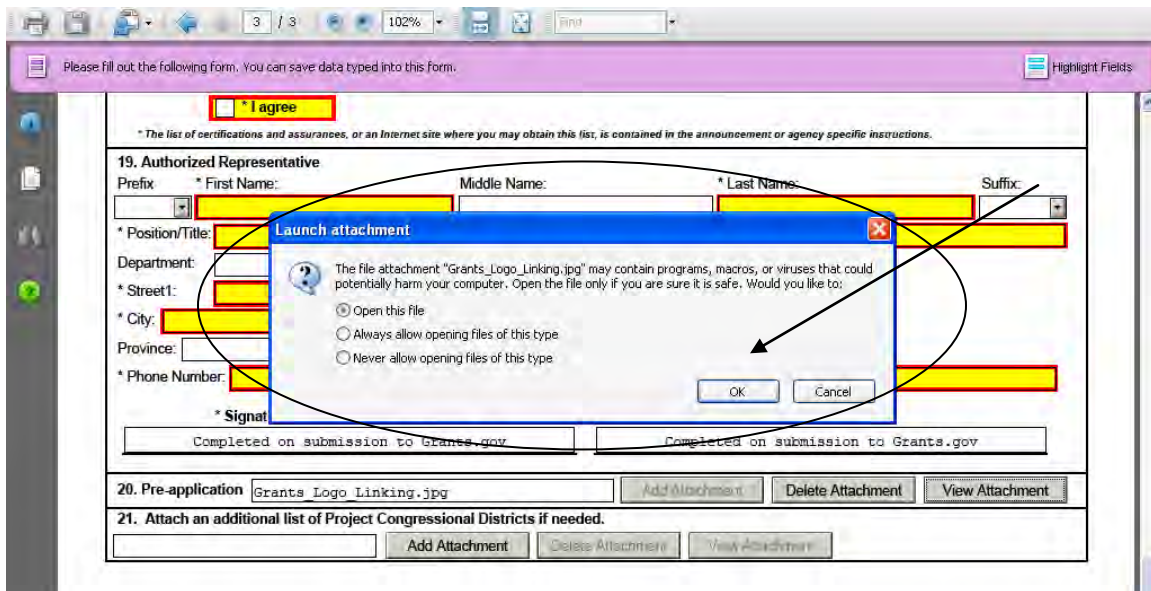 3 / 3 102% Find
Please fill out the following form. You can save data typed into this form. Highlight Fields
* I agree
* The list of certifications and assurances, or an Internet site where you may obtain this list, is contained in the announcement or agency specific instructions.
19. Authorized Representative
Prefix * First Name: Middle Name: * Last Name: Suffix:
* Position/Title:
Launch attachment
Department:
The file attachment "Grants_Logo_Linking.jpg" may contain programs, macros, or viruses that could
potentially harm your computer. Open the file only if you are sure it is safe. Would you like to:
* Street1:
Open this file
* City:
Always allow opening files of this type
Province:
Never allow opening files of this type
* Phone Number:
OK Cancel
* Signat
Completed on submission to Grants.gov Completed on submission to Grants.gov
20. Pre-application Grants_Logo_Linking.jpg Add Attachment Delete Attachment View Attachment
21. Attach an additional list of Project Congressional Districts if needed.
Add Attachment Delete Attachment View Attachment